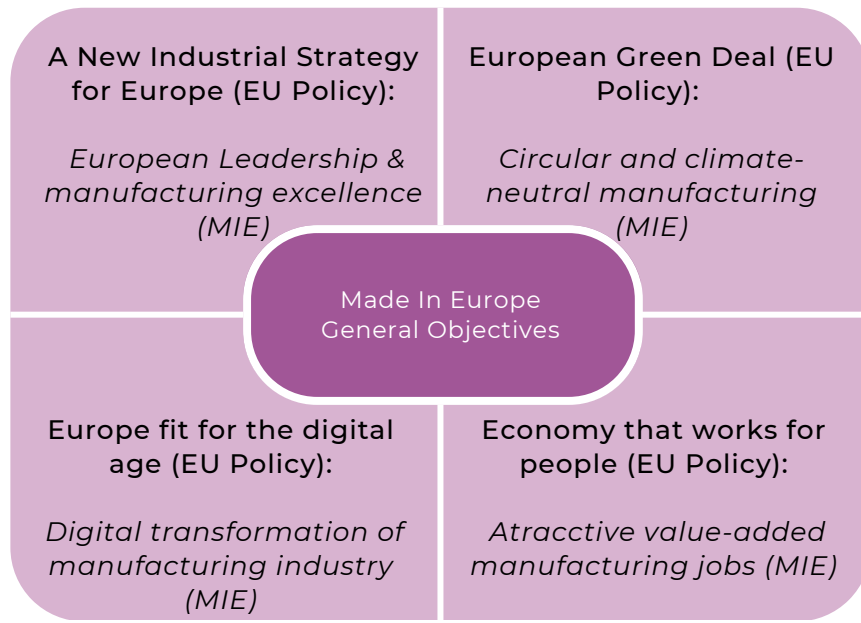 A New Industrial Strategy
for Europe (EU Policy):
European Leadership &
manufacturing excellence
(MIE)
European Green Deal (EU
Policy):
Circular and climate-
neutral manufacturing
(MIE)
Made In Europe
General Objectives
Europe fit for the digital
age (EU Policy):
Digital transformation of
manufacturing industry
(MIE)
Economy that works for
people (EU Policy):
Atracctive value-added
manufacturing jobs (MIE)